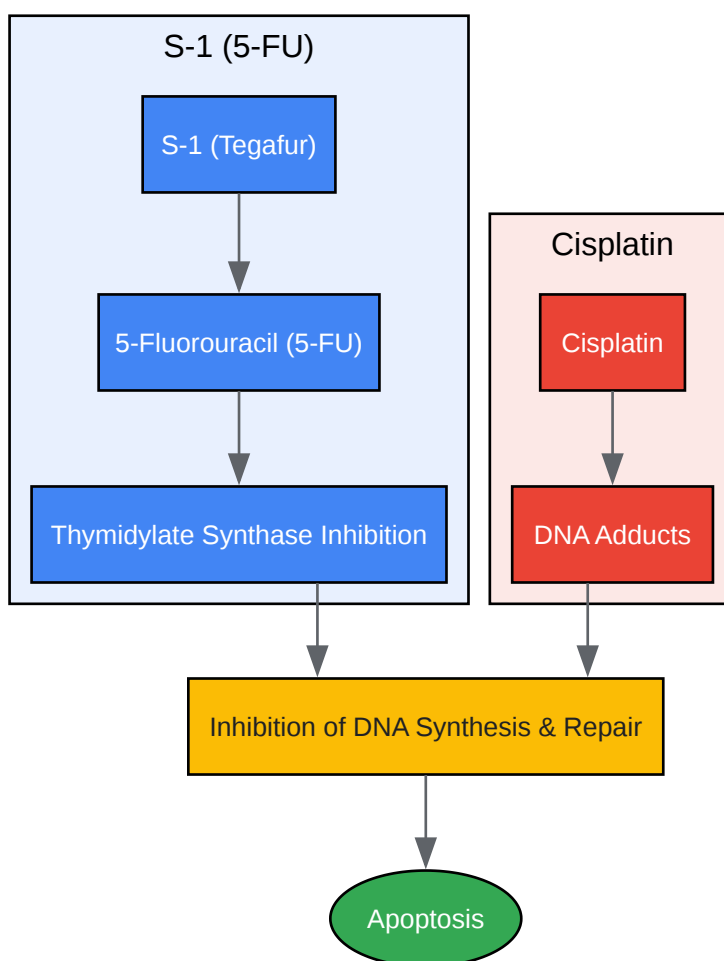 S-1 (5-FU)
S-1 (Tegafur)
Cisplatin
5-Fluorouracil (5-FU)
Cisplatin
Thymidylate Synthase Inhibition
DNA Adducts
Inhibition of DNA Synthesis & Repair
Apoptosis